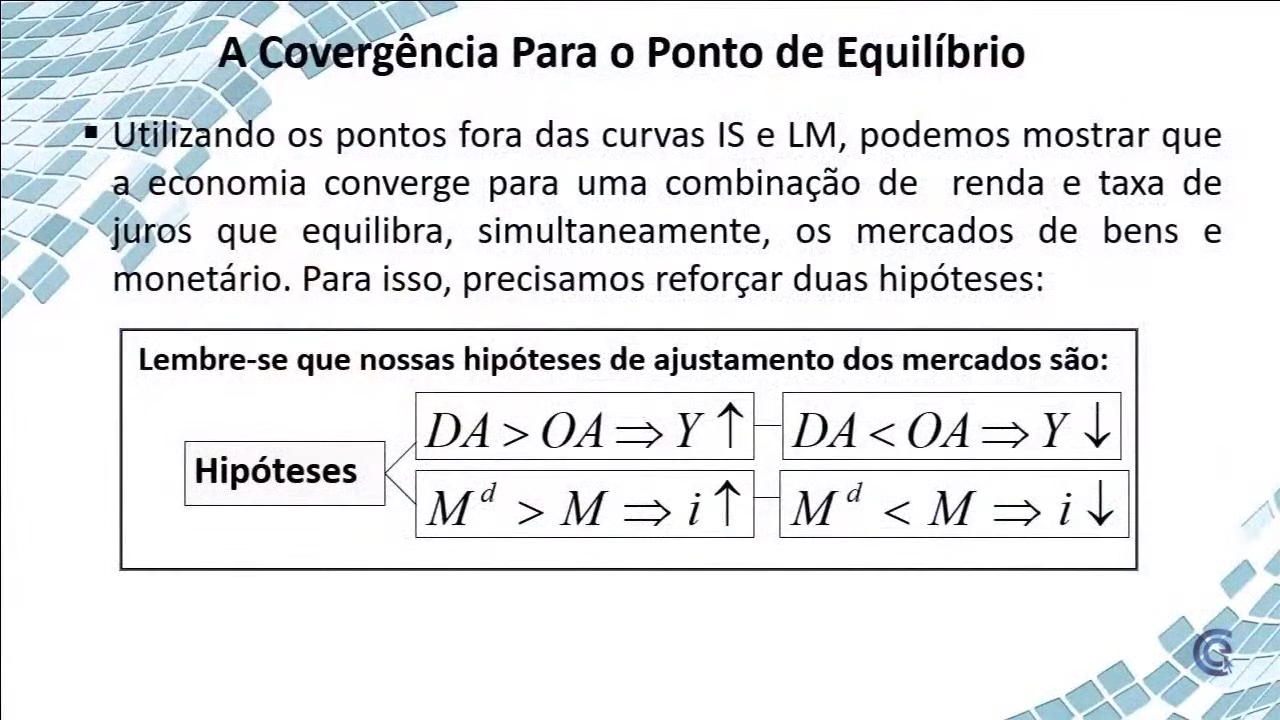 A Covergência Para o Ponto de Equilíbrio
▪ Utilizando os pontos fora das curvas IS e LM, podemos mostrar que
a economia converge para uma combinação de renda e taxa de
juros que equilibra, simultaneamente, os mercados de bens e
monetário. Para isso, precisamos reforçar duas hipóteses:
Lembre-se que nossas hipóteses de ajustamento dos mercados são:
Hipóteses
DA > OA ⇒ Y ↑
DA < OA ⇒ Y ↓
M^d > M ⇒ i ↑
M^d < M ⇒ i ↓